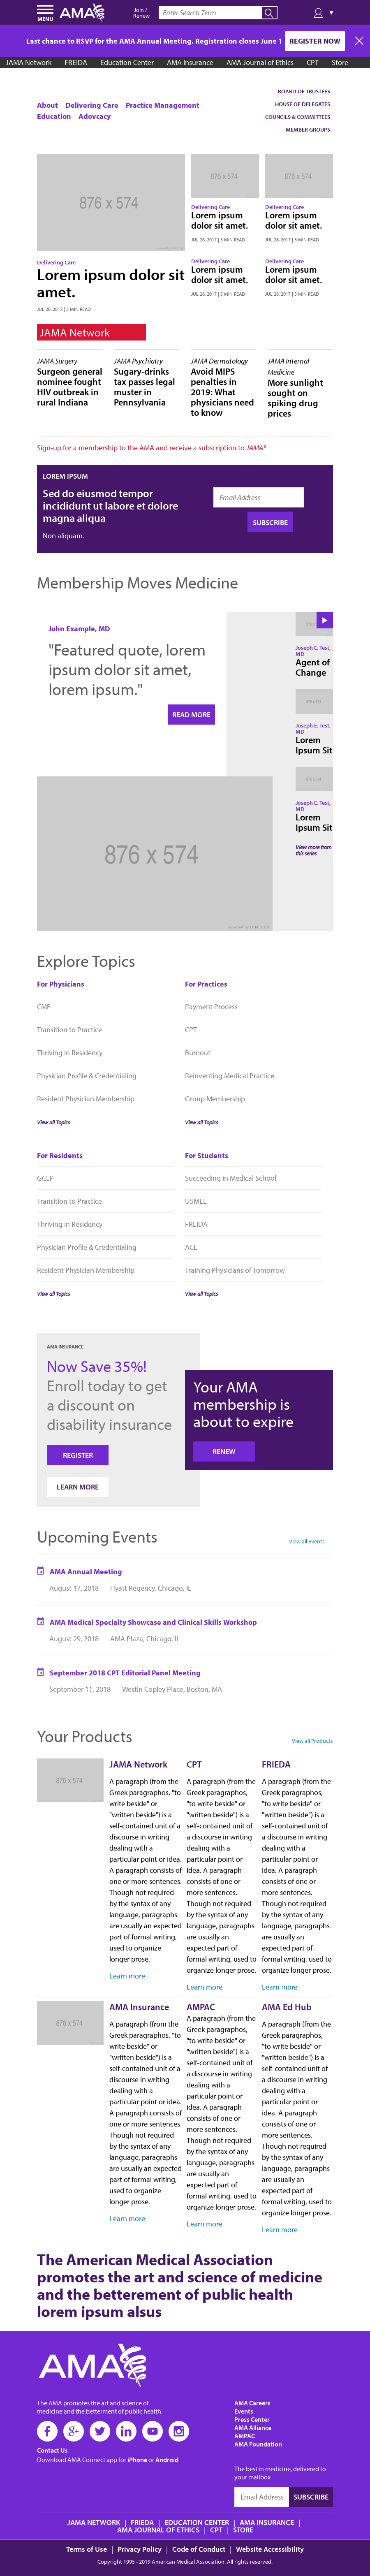 MENU
AMA
Join /
Renew
Enter Search Term
Last chance to RSVP for the AMA Annual Meeting. Registration closes June 1
REGISTER NOW
JAMA Network FREIDA Education Center AMA Insurance AMA Journal of Ethics CPT Store
About Delivering Care Practice Management
Education Adovcacy
BOARD OF TRUSTEES
HOUSE OF DELEGATES
COUNCILS & COMMITTEES
MEMBER GROUPS
876 x 574
Delivering Care
Lorem ipsum dolor sit
amet.
JUL 28, 2017 | 5 MIN READ
876 x 574
Delivering Care
Lorem ipsum
dolor sit amet.
JUL 28, 2017 | 5 MIN READ
876 x 574
Delivering Care
Lorem ipsum
dolor sit amet.
JUL 28, 2017 | 5 MIN READ
Delivering Care
Lorem ipsum
dolor sit amet.
JUL 28, 2017 | 5 MIN READ
Delivering Care
Lorem ipsum
dolor sit amet.
JUL 28, 2017 | 5 MIN READ
JAMA Network
JAMA Surgery
Surgeon general
nominee fought
HIV outbreak in
rural Indiana
JAMA Psychiatry
Sugary-drinks
tax passes legal
muster in
Pennsylvania
JAMA Dermatology
Avoid MIPS
penalties in
2019: What
physicians need
to know
JAMA Internal
Medicine
More sunlight
sought on
spiking drug
prices
Sign-up for a membership to the AMA and receive a subscription to JAMA®
LOREM IPSUM
Sed do eiusmod tempor
incididunt ut labore et dolore
magna aliqua
Non aliquam.
Email Address
SUBSCRIBE
Membership Moves Medicine
John Example, MD
"Featured quote, lorem
ipsum dolor sit amet,
lorem ipsum."
READ MORE
876 x 574
Joseph E. Test,
MD
Agent of
Change
Joseph E. Test,
MD
Lorem
Ipsum Sit
Joseph E. Test,
MD
Lorem
Ipsum Sit
View more from
this series
Explore Topics
For Physicians
CME
Transition to Practice
Thriving in Residency
Physician Profile & Credentialing
Resident Physician Membership
View all Topics
For Practices
Payment Process
CPT
Burnout
Reinventing Medical Practice
Group Membership
View all Topics
For Residents
GCEP
Transition to Practice
Thriving in Residency
Physician Profile & Credentialing
Resident Physician Membership
View all Topics
For Students
Succeeding in Medical School
USMLE
FREIDA
ACE
Training Physicians of Tomorrow
View all Topics
AMA INSURANCE
Now Save 35%!
Enroll today to get
a discount on
disability insurance
REGISTER
LEARN MORE
Your AMA
membership is
about to expire
RENEW
Upcoming Events
View all Events
AMA Annual Meeting
August 17, 2018 Hyatt Regency, Chicago, IL
AMA Medical Specialty Showcase and Clinical Skills Workshop
August 29, 2018 AMA Plaza, Chicago, IL
September 2018 CPT Editorial Panel Meeting
September 11, 2018 Westin Copley Place, Boston, MA
Your Products
View all Products
876 x 574
JAMA Network
A paragraph (from the
Greek paragraphos, "to
write beside" or
"written beside") is a
self-contained unit of a
discourse in writing
dealing with a
particular point or idea.
A paragraph consists of
one or more sentences.
Though not required
by the syntax of any
language, paragraphs
are usually an expected
part of formal writing,
used to organize
longer prose.
Learn more
CPT
A paragraph (from the
Greek paragraphos,
"to write beside" or
"written beside") is a
self-contained unit of
a discourse in writing
dealing with a
particular point or
idea. A paragraph
consists of one or
more sentences.
Though not required
by the syntax of any
language, paragraphs
are usually an
expected part of
formal writing, used to
organize longer prose.
Learn more
FRIEDA
A paragraph (from the
Greek paragraphos,
"to write beside" or
"written beside") is a
self-contained unit of
a discourse in writing
dealing with a
particular point or
idea. A paragraph
consists of one or
more sentences.
Though not required
by the syntax of any
language, paragraphs
are usually an
expected part of
formal writing, used to
organize longer prose.
Learn more
876 x 574
AMA Insurance
A paragraph (from the
Greek paragraphos, "to
write beside" or
"written beside") is a
self-contained unit of a
discourse in writing
dealing with a
particular point or idea.
A paragraph consists of
one or more sentences.
Though not required
by the syntax of any
language, paragraphs
are usually an expected
part of formal writing,
used to organize
longer prose.
Learn more
AMPAC
A paragraph (from the
Greek paragraphos,
"to write beside" or
"written beside") is a
self-contained unit of
a discourse in writing
dealing with a
particular point or
idea. A paragraph
consists of one or
more sentences.
Though not required
by the syntax of any
language, paragraphs
are usually an
expected part of
formal writing, used to
organize longer prose.
Learn more
AMA Ed Hub
A paragraph (from the
Greek paragraphos,
"to write beside" or
"written beside") is a
self-contained unit of
a discourse in writing
dealing with a
particular point or
idea. A paragraph
consists of one or
more sentences.
Though not required
by the syntax of any
language, paragraphs
are usually an
expected part of
formal writing, used to
organize longer prose.
Learn more
The American Medical Association
promotes the art and science of medicine
and the betterement of public health
lorem ipsum alsus
AMA
The AMA promotes the art and science of
medicine and the betterment of public health.
Contact Us
Download AMA Connect app for iPhone or Android
AMA Careers
Events
Press Center
AMA Alliance
AMPAC
AMA Foundation
The best in medicine, delivered to
your mailbox
Email Address
SUBSCRIBE
JAMA NETWORK | FRIEDA | EDUCATION CENTER | AMA INSURANCE |
AMA JOURNAL OF ETHICS | CPT | STORE
Terms of Use | Privacy Policy | Code of Conduct | Website Accessibility
Copyright 1995 - 2019 American Medical Association. All rights reserved.